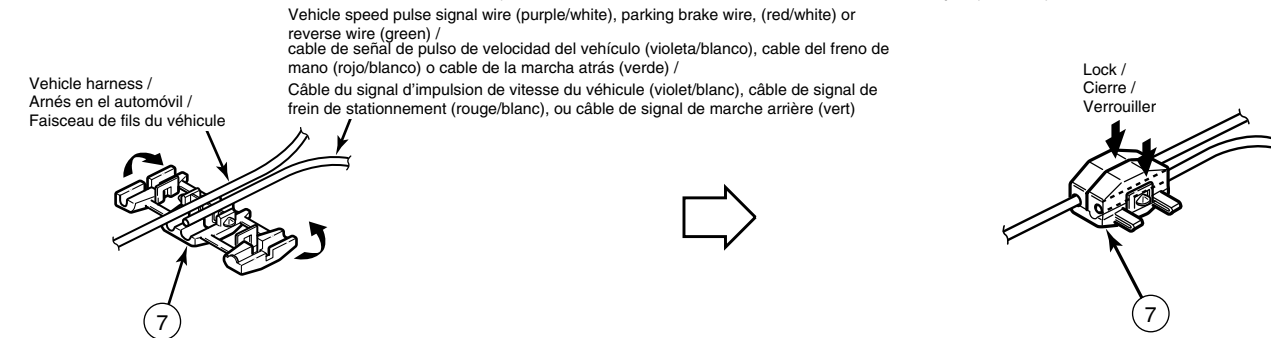 Vehicle speed pulse signal wire (purple/white), parking brake wire, (red/white) or
reverse wire (green) /
cable de señal de pulso de velocidad del vehículo (violeta/blanco), cable del freno de
mano (rojo/blanco) o cable de la marcha atrás (verde) /
Câble du signal d'impulsion de vitesse du véhicule (violet/blanc), câble de signal de
frein de stationnement (rouge/blanc), ou câble de signal de marche arrière (vert)
Vehicle harness /
Arnés en el automóvil /
Faisceau de fils du véhicule
7
Lock /
Cierre /
Verrouiller
7